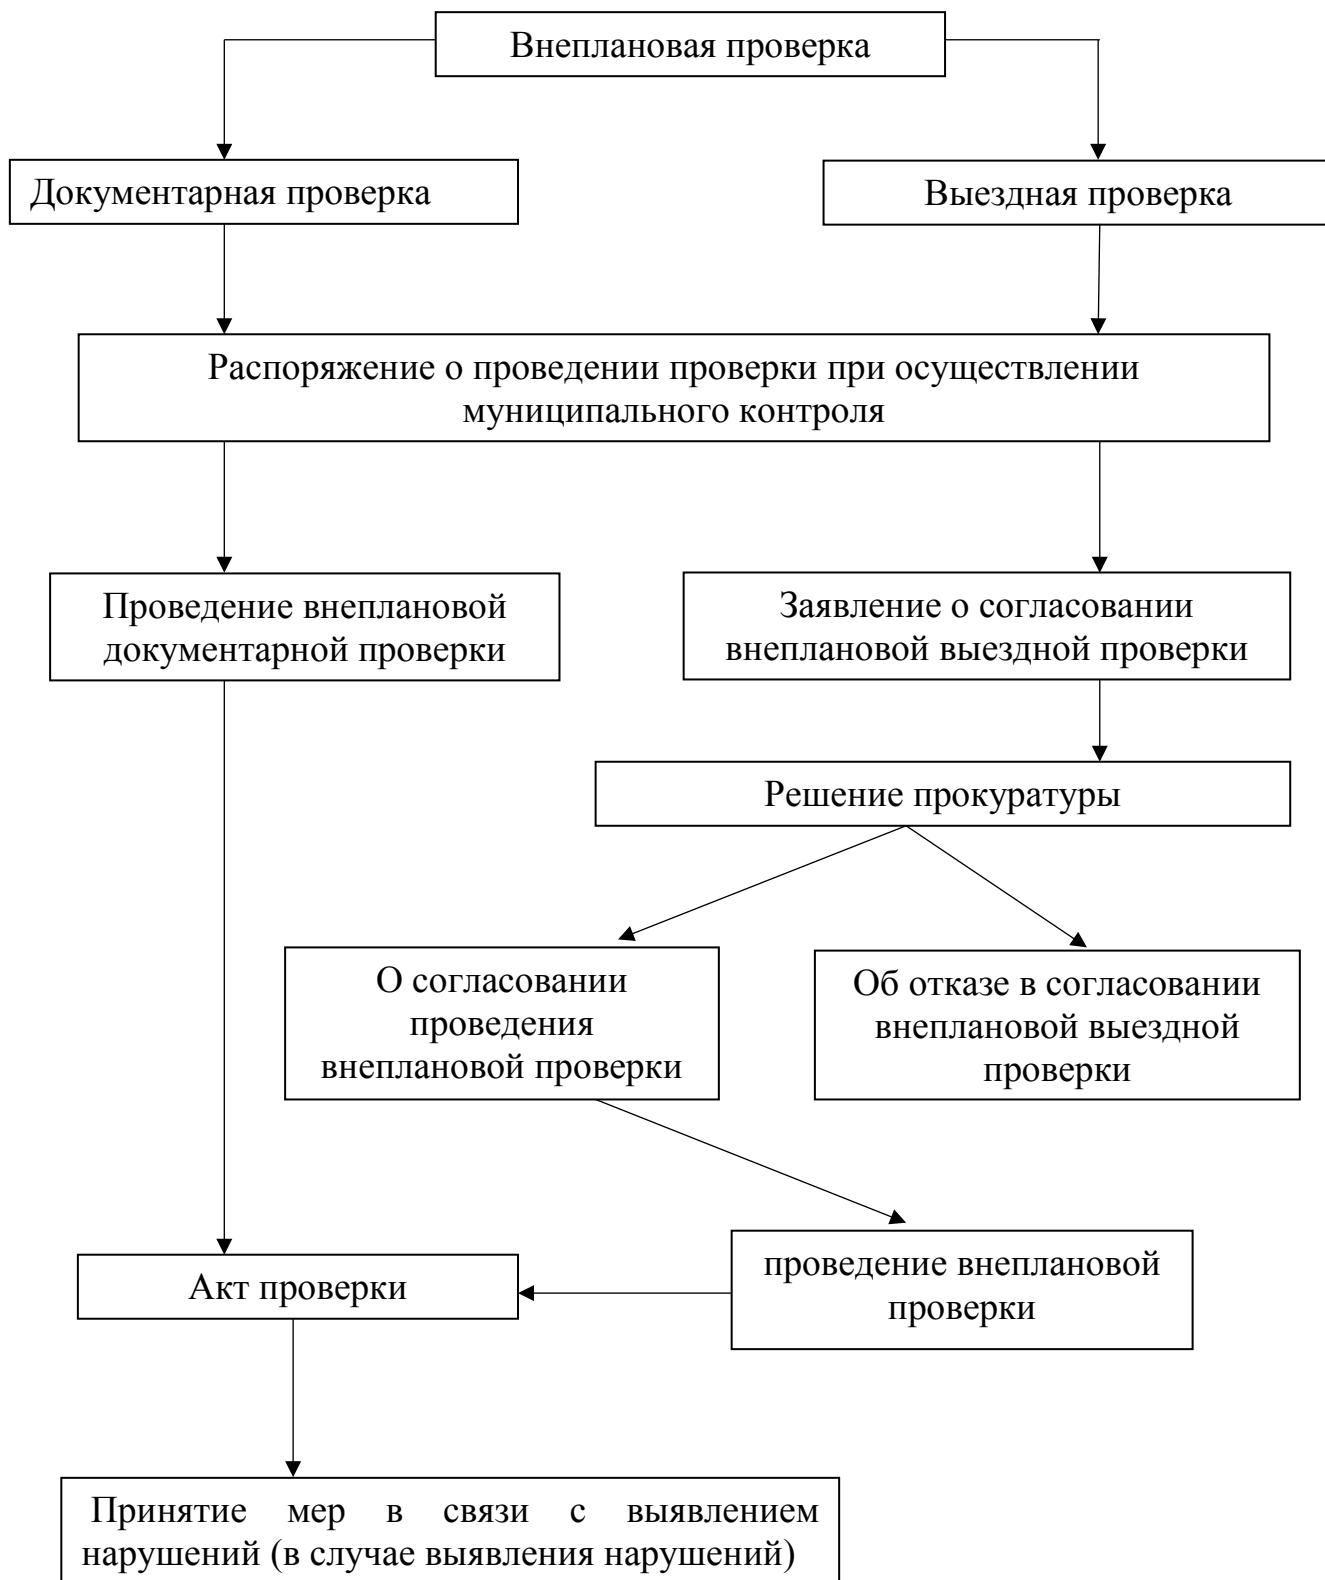 Внеплановая проверка
Документарная проверка
Выездная проверка
Распоряжение о проведении проверки при осуществлении
муниципального контроля
Проведение внеплановой
документарной проверки
Заявление о согласовании
внеплановой выездной проверки
Решение прокуратуры
О согласовании
проведения
внеплановой проверки
Об отказе в согласовании
внеплановой выездной
проверки
Акт проверки
проведение внеплановой
проверки
Принятие мер в связи с выявлением
нарушений (в случае выявления нарушений)